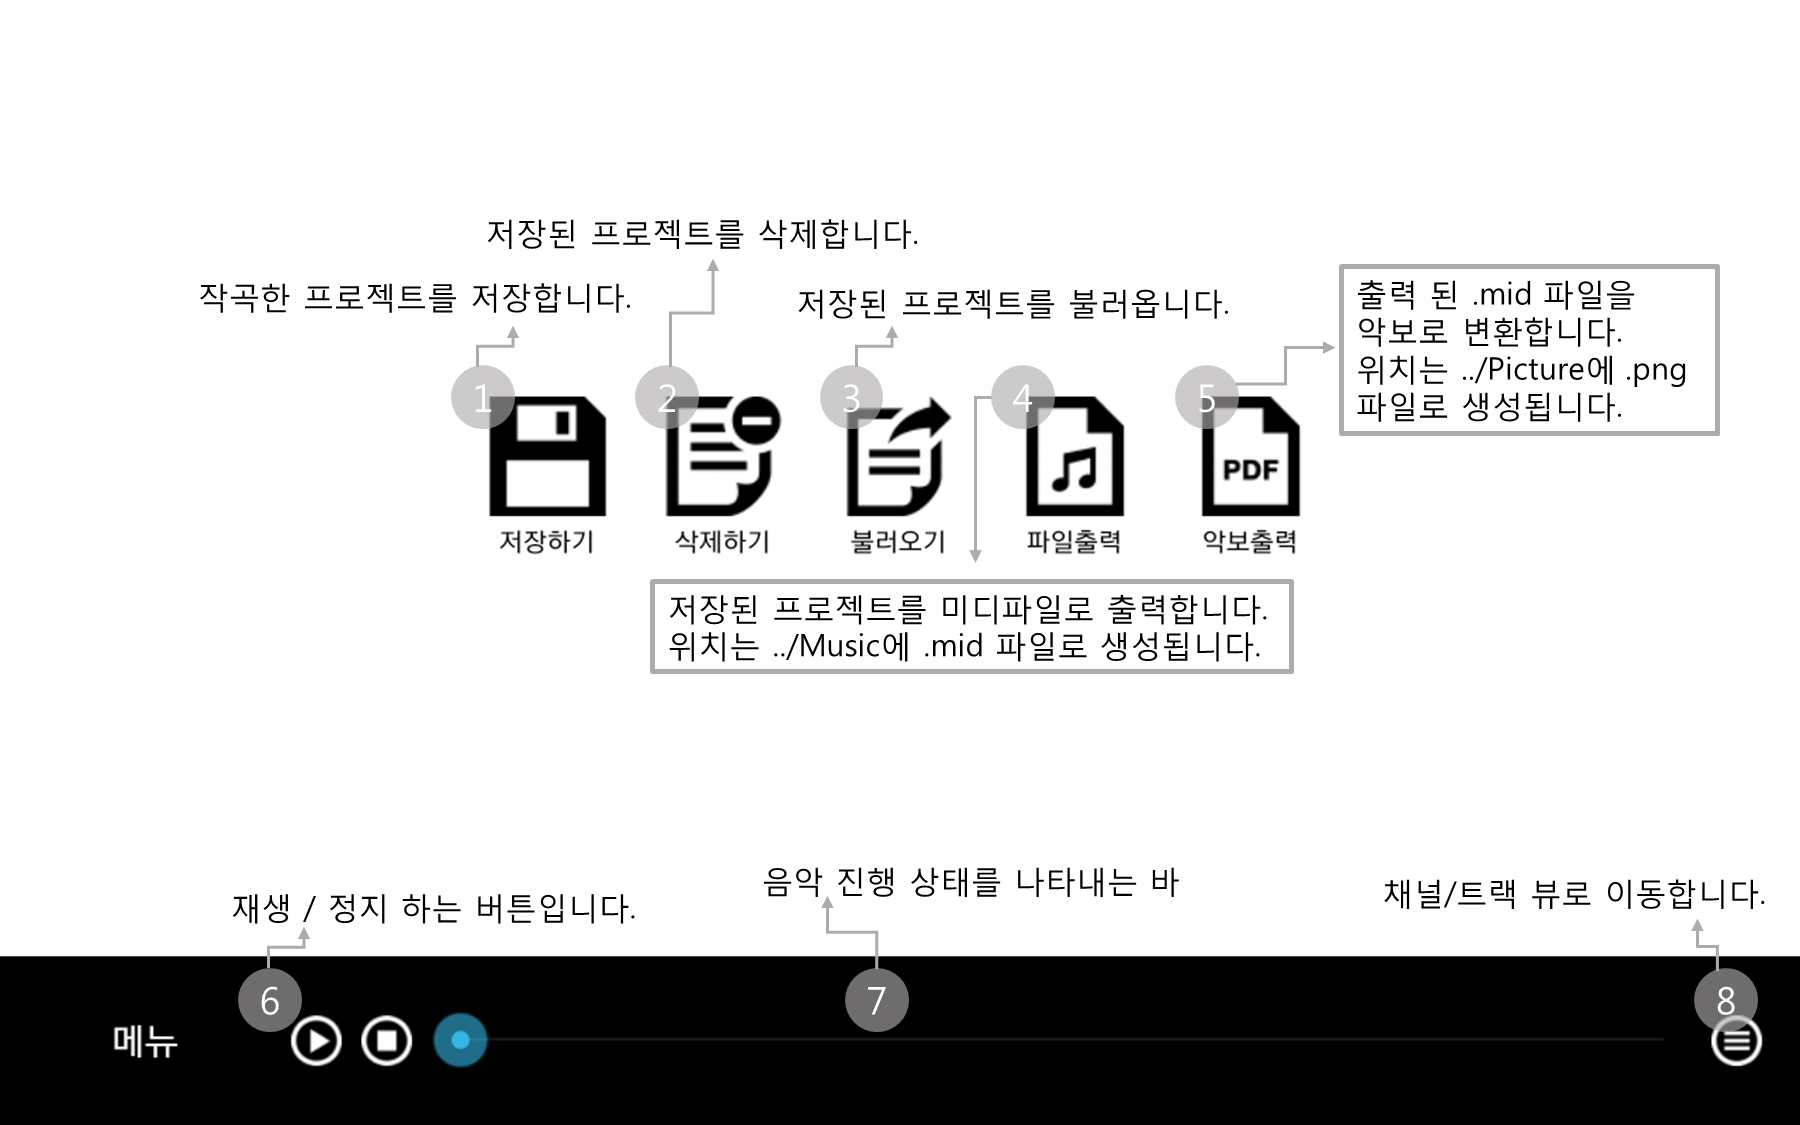 저장된 프로젝트를 삭제합니다.
작곡한 프로젝트를 저장합니다.
저장된 프로젝트를 불러옵니다.
출력 된 .mid 파일을
악보로 변환합니다.
위치는 ../Picture에 .png
파일로 생성됩니다.
1
2
3
4
5
PDF
저장하기
삭제하기
불러오기
파일출력
악보출력
저장된 프로젝트를 미디파일로 출력합니다.
위치는 ../Music에 .mid 파일로 생성됩니다.
재생 / 정지 하는 버튼입니다.
음악 진행 상태를 나타내는 바
채널/트랙 뷰로 이동합니다.
6
7
8
메뉴